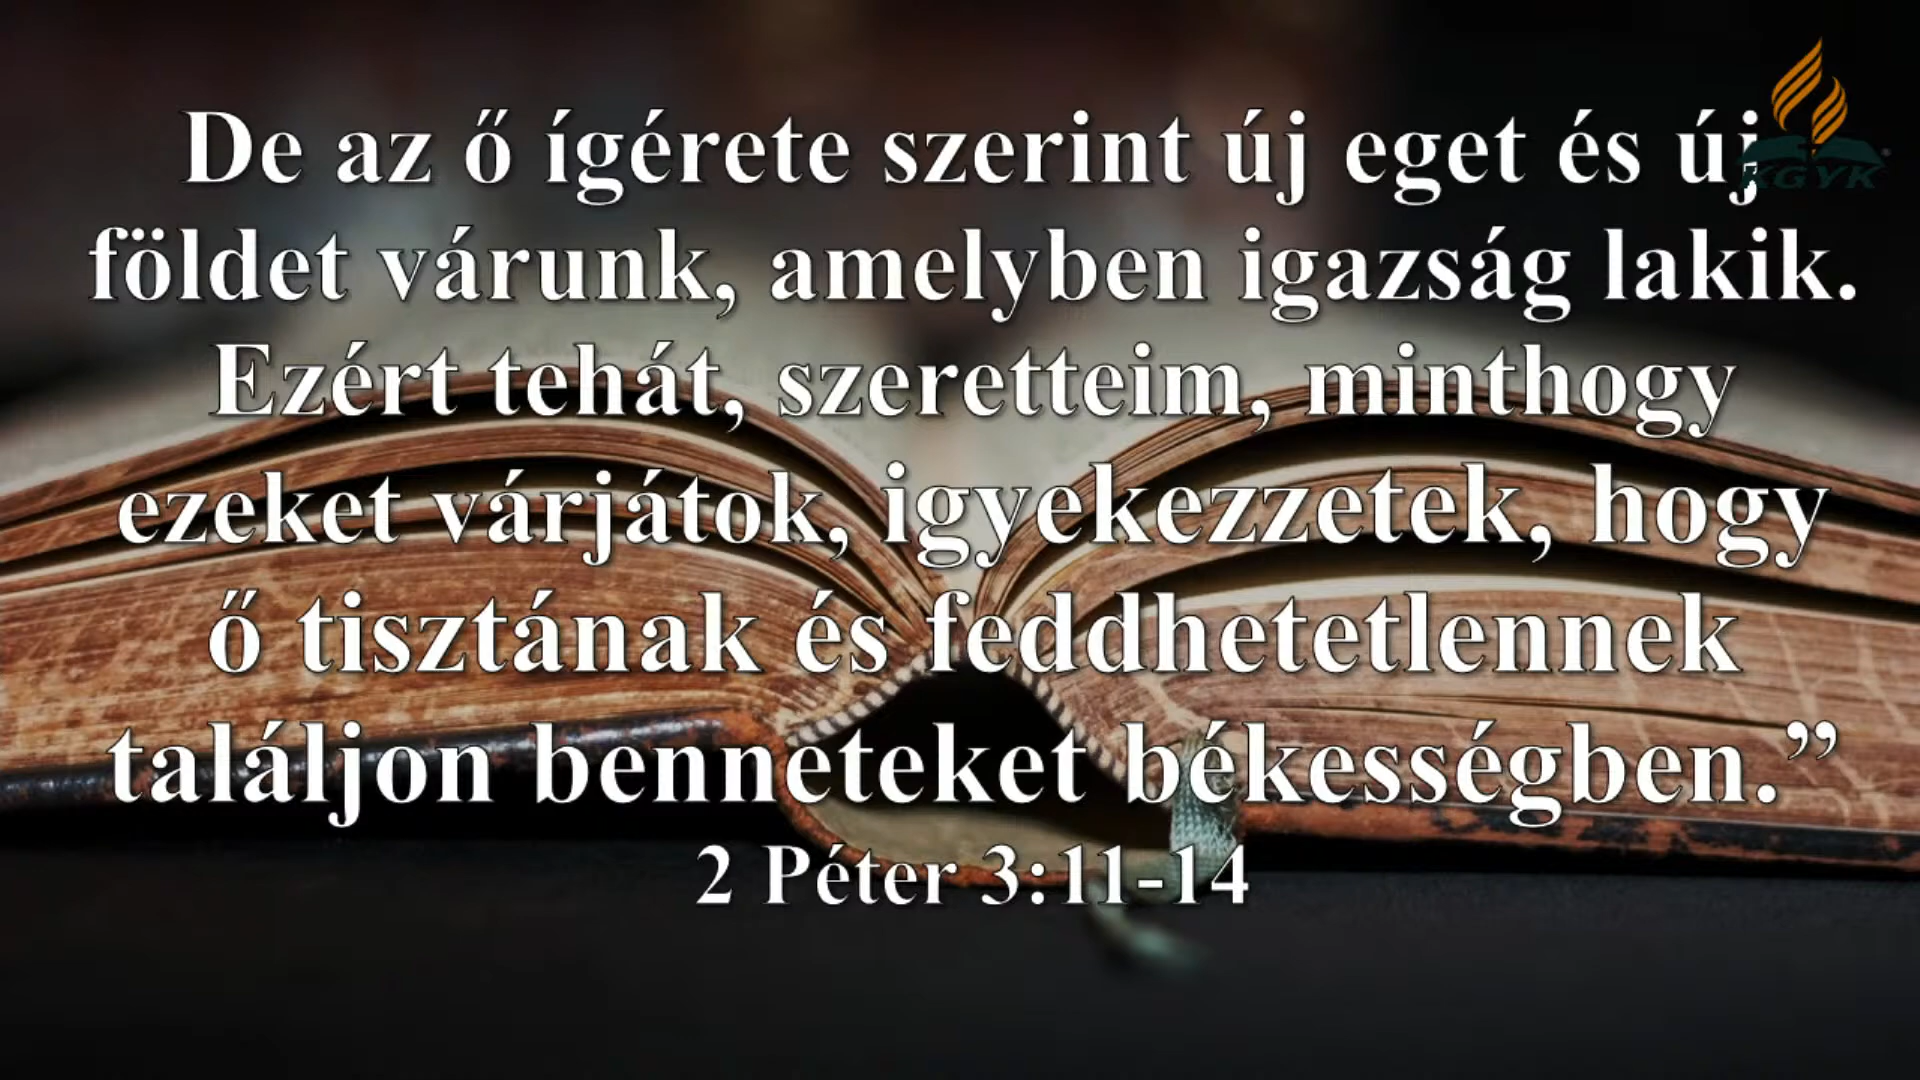 De az ő ígérete szerint új eget és új
földet várunk, amelyben igazság lakik.
Ezért tehát, szeretteim, minthogy
ezeket várjátok, igyekezzetek, hogy
ő tisztának és feddhetetlennek
találjon benneteket békességben.”
2 Péter 3:11-14
KGYK